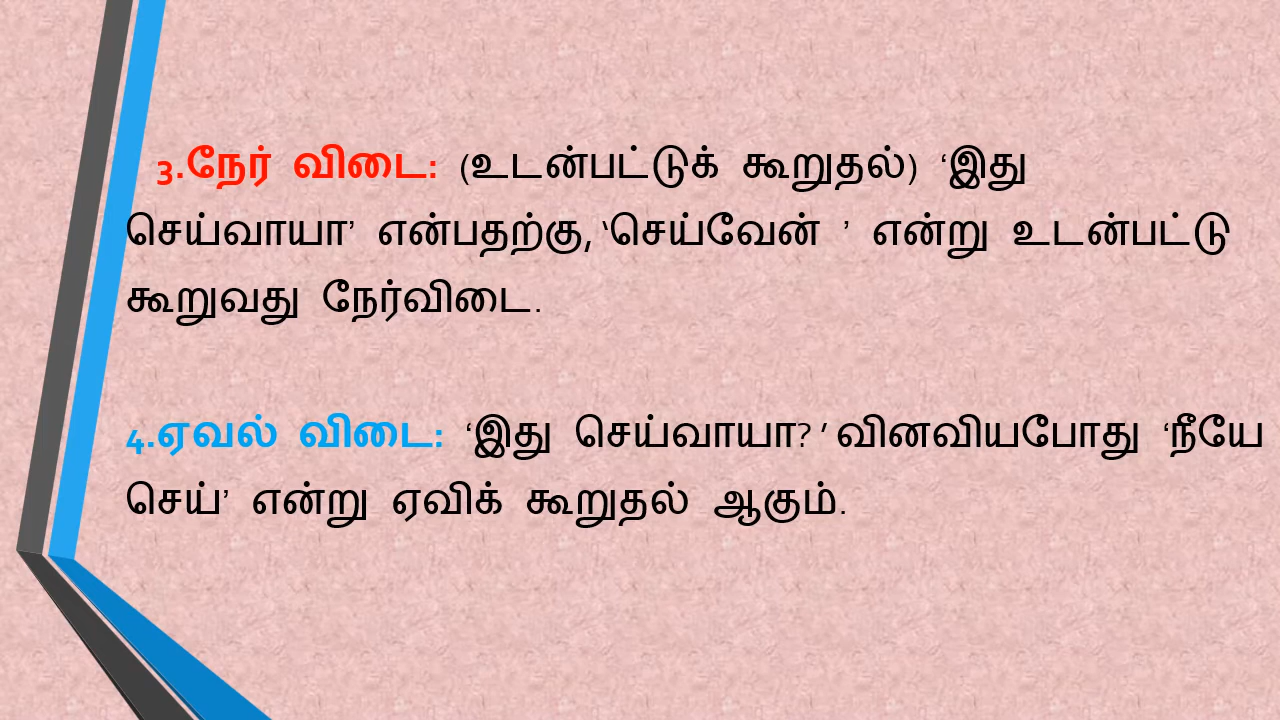 3.நேர் விடை: (உடன்பட்டுக் கூறுதல்) ‘இது
செய்வாயா’ என்பதற்கு, ‘செய்வேன் ’ என்று உடன்பட்டு
கூறுவது நேர்விடை.
4.ஏவல் விடை: ‘இது செய்வாயா? ’ வினவியபோது ‘நீயே
செய்’ என்று ஏவிக் கூறுதல் ஆகும்.